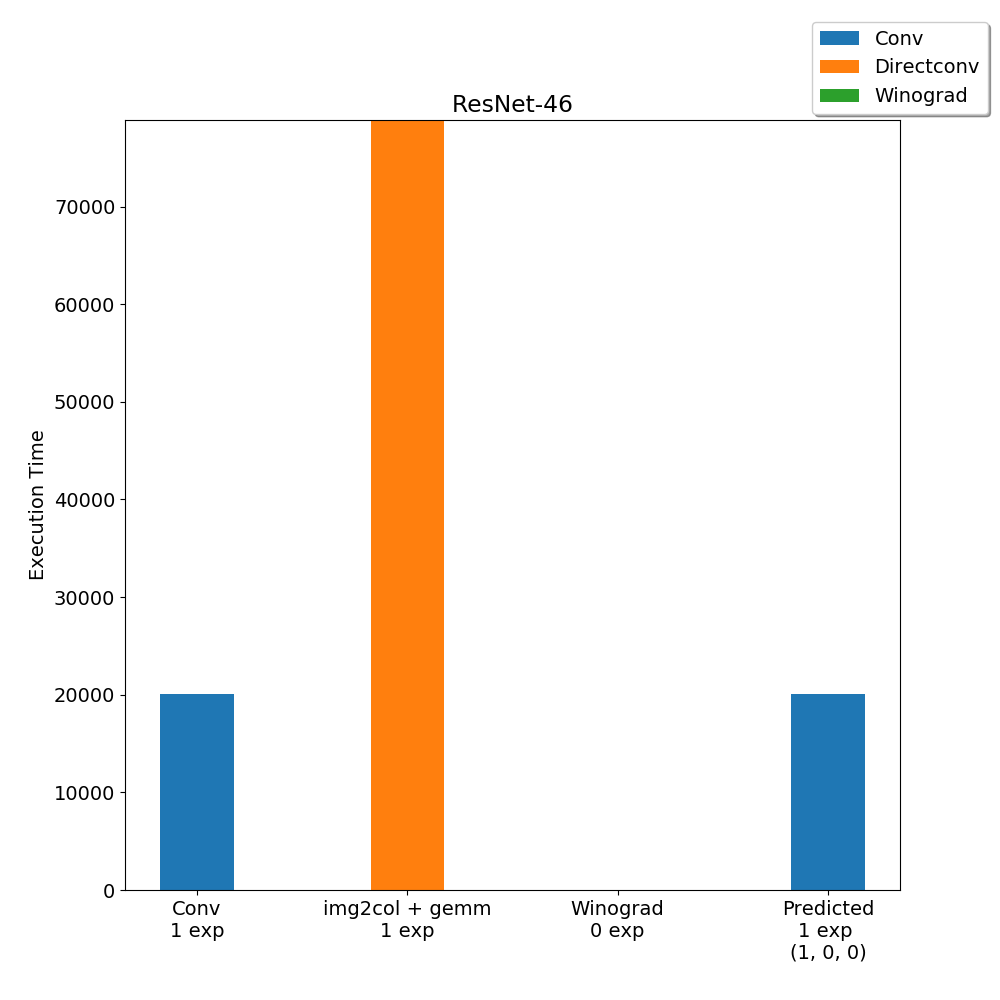 Conv
Directconv
Winograd
ResNet-46
70000
60000
50000
40000
30000
20000
10000
0
Execution Time
Conv
1 exp
img2col + gemm
1 exp
Winograd
0 exp
Predicted
1 exp
(1, 0, 0)